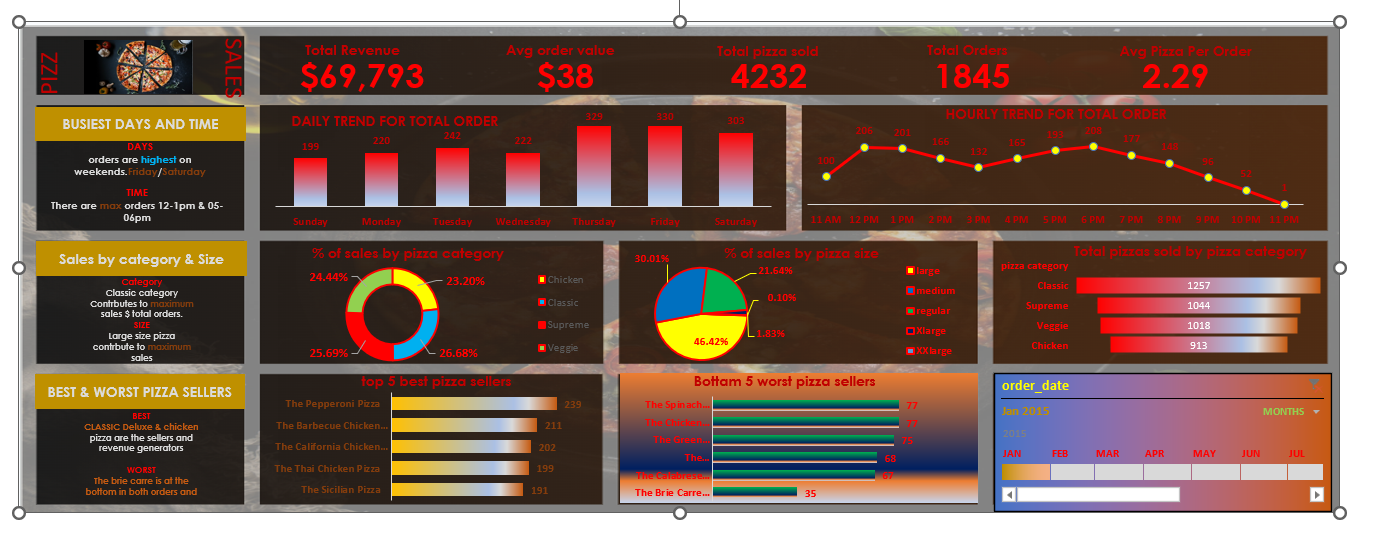 PIZZ
SALES
Total Revenue
$69,793
Avg order value
$38
Total pizza sold
4232
Total Orders
1845
Avg Pizza Per Order
2.29
BUSIEST DAYS AND TIME
DAYS
orders are highest on
weekends.Friday/Saturday
TIME
There are max orders 12-1pm & 05-
06pm
DAILY TREND FOR TOTAL ORDER
199 220 242 222 329 330 303
Sunday Monday Tuesday Wednesday Thursday Friday Saturday
HOURLY TREND FOR TOTAL ORDER
100 201 166 132 165
11 AM 12 PM 1 PM 2 PM 3 PM 4 PM 5 PM 6 PM 7 PM 8 PM 9 PM 10 PM 11 PM
Sales by category & Size
Category
Classic category
Contrbutes to maximum
sales $ total orders.
SIZE
Large size pizza
contrbute to maximum
sales
% of sales by pizza category
24.44%
23.20%
25.69%
26.68%
Chicken
Classic
Supreme
Veggie
% of sales by pizza size
30.01%
21.64%
0.10%
1.83%
46.42%
large
medium
regular
Xlarge
XXlarge
Total pizzas sold by pizza category
pizza category
Classic 1257
Supreme 1044
Veggie 1018
Chicken 913
BEST & WORST PIZZA SELLERS
BEST
CLASSIC Deluxe & chicken
pizza are the sellers and
revenue generators
WORST
The brie carre is at the
bottom in both orders and
top 5 best pizza sellers
The Pepperoni Pizza 239
The Barbecue Chicken... 211
The California Chicken... 202
The Thai Chicken Pizza 199
The Sicilian Pizza 191
Bottam 5 worst pizza sellers
The Spinach... 77
The Chicken... 77
The Green... 75
The... 68
The Calabrese... 67
The Brie Carre... 35
order_date
Jan 2015
MONTHS
2015
JAN FEB MAR APR MAY JUN JUL